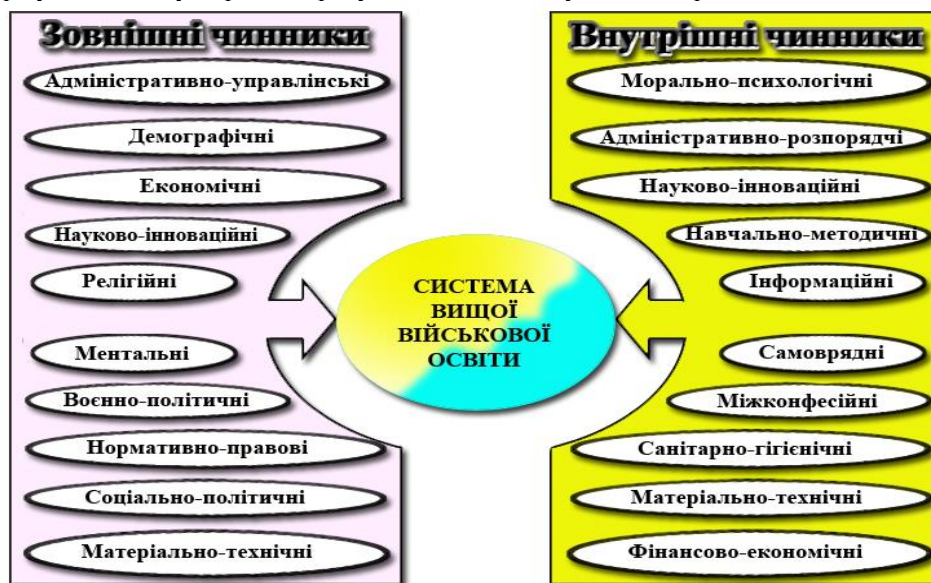 Зовнішні чинники
Адміністративно-управлінські
Демографічні
Економічні
Науково-інноваційні
Релігійні
Ментальні
Воєнно-політичні
Нормативно-правові
Соціально-політичні
Матеріально-технічні
СИСТЕМА
ВИЩОЇ
ВІЙСЬКОВОЇ
ОСВІТИ
Внутрішні чинники
Морально-психологічні
Адміністративно-розпорядчі
Науково-інноваційні
Навчально-методичні
Інформаційні
Самоврядні
Міжконфесійні
Санітарно-гігієнічні
Матеріально-технічні
Фінансово-економічні